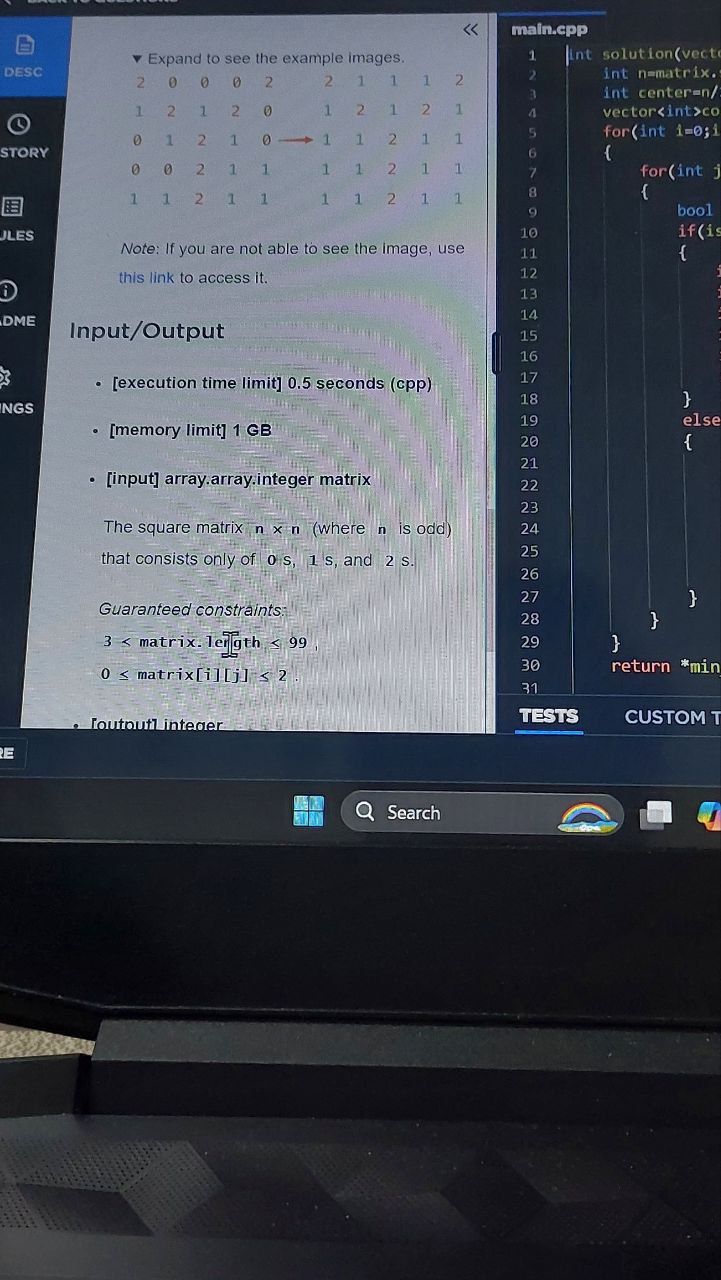 BACK TO QUESTIONS
DESC
STORY
ULES
ADME
INGS
RE
Expand to see the example images.
2 0 0 0 2 2 1 1 1 2
1 2 1 2 0 1 2 1 2 1
0 1 2 1 0 1 1 2 1 1
0 0 2 1 1 1 1 2 1 1
1 1 2 1 1 1 1 2 1 1
Note: If you are not able to see the image, use
this link to access it.
Input/Output
• [execution time limit] 0.5 seconds (cpp)
• [memory limit] 1 GB
• [input] array.array.integer matrix
The square matrix n x n (where n is odd)
that consists only of 0 s, 1 s, and 2 s.
Guaranteed constraints:
3 ≤ matrix.length ≤ 99 ,
0 ≤ matrix[i][j] ≤ 2 .
• [output] integer
main.cpp
1 int solution(vecto
2 int n=matrix.
3 int center=n/
4 vector<int>co
5 for(int i=0;i
6 {
7 for(int j
8 {
9 bool
10 if(is
11 {
12 i
13
14
15
16
17
18 }
19 else
20 {
21
22
23
24
25
26
27 }
28 }
29 }
30 return *min
31
TESTS CUSTOM T
Search